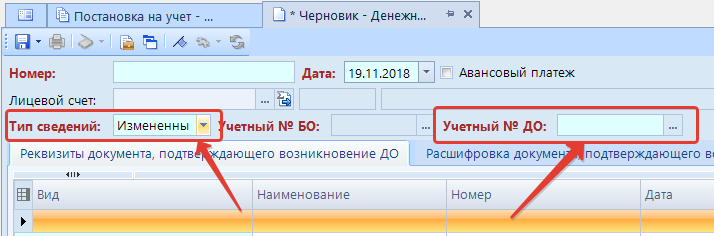 Постановка на учет - ...
* Черновик - Денежн...
Номер: Дата: 19.11.2018 Авансовый платеж
Лицевой счет: ...
Тип сведений: Измененны Учетный № БО: ... Учетный № ДО: ...
Реквизиты документа, подтверждающего возникновение ДО Расшифровка документа, подтверждающего во
Вид Наименование Номер Дата